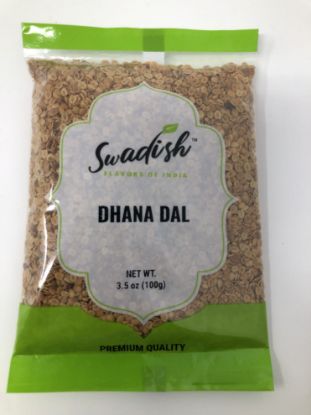 Swadish™
FLAVORS OF INDIA
DHANA DAL
NET WT.
3.5 oz (100g)
PREMIUM QUALITY